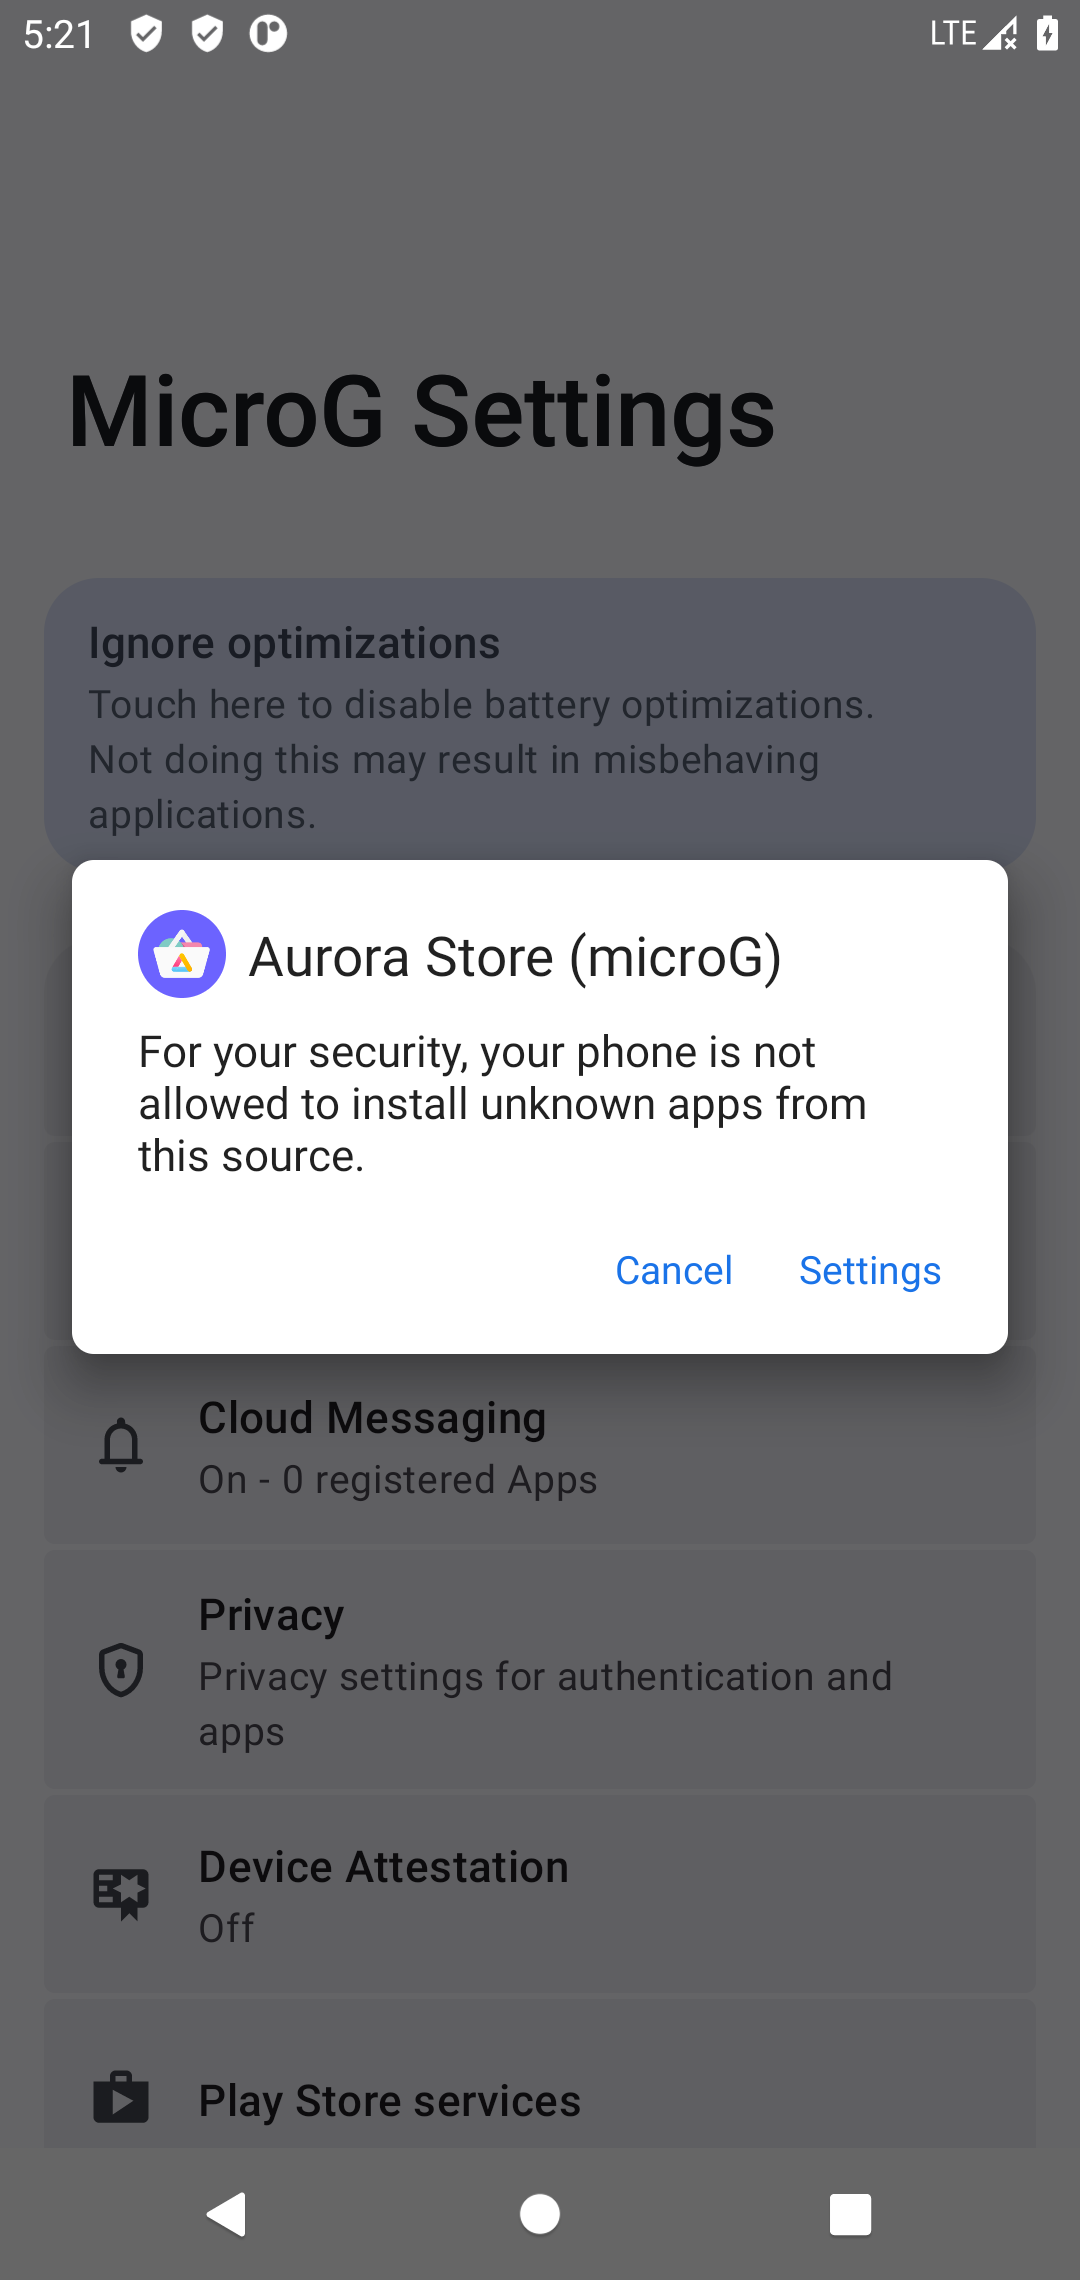 5:21
LTE
MicroG Settings
Ignore optimizations
Touch here to disable battery optimizations.
Not doing this may result in misbehaving
applications.
Aurora Store (microG)
For your security, your phone is not
allowed to install unknown apps from
this source.
Cancel Settings
Cloud Messaging
On - 0 registered Apps
Privacy
Privacy settings for authentication and
apps
Device Attestation
Off
Play Store services